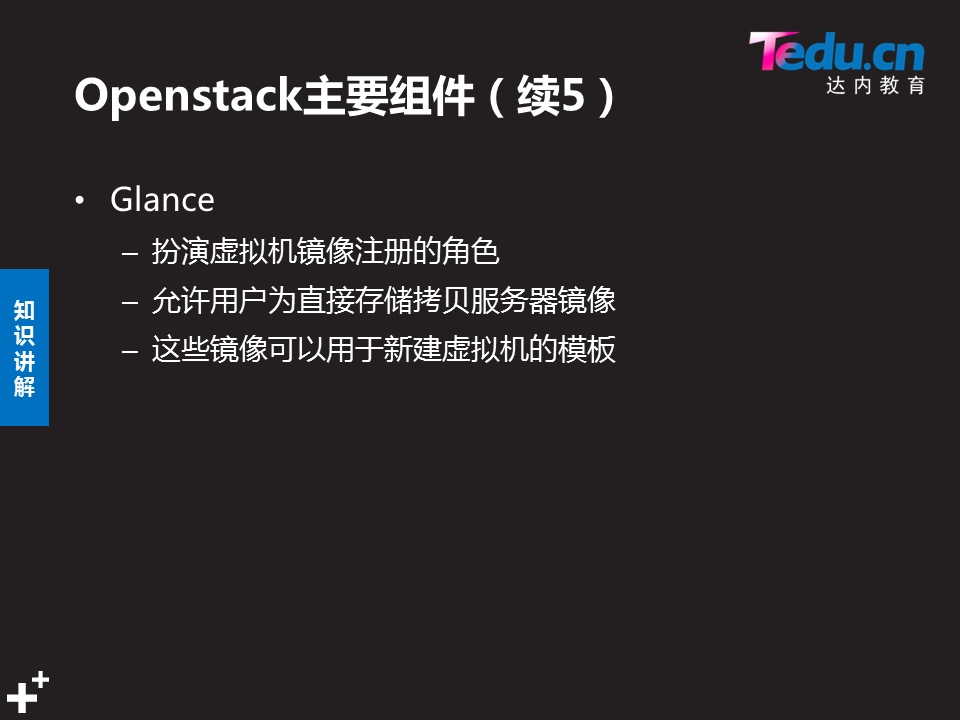 Tedu.cn
达内教育
Openstack主要组件（续5）
• Glance
– 扮演虚拟机镜像注册的角色
– 允许用户为直接存储拷贝服务器镜像
– 这些镜像可以用于新建虚拟机的模板
知识讲解